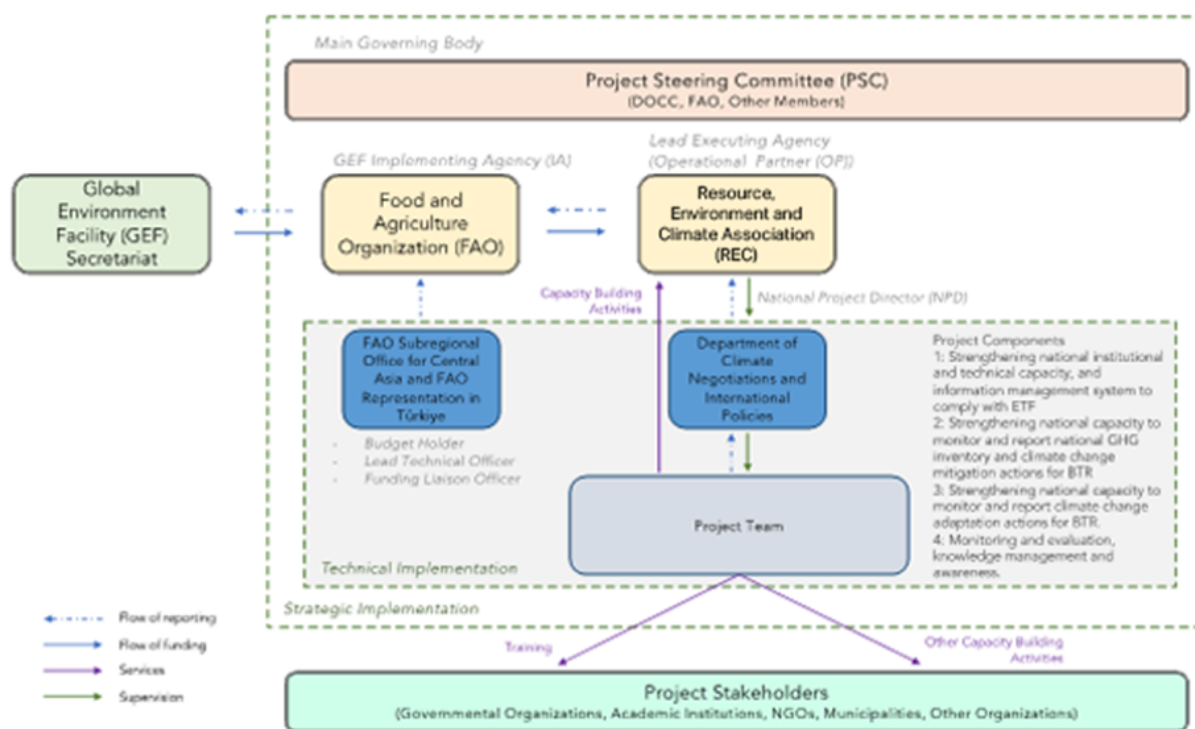 Main Governing Body
Project Steering Committee (PSC)
(DOCC, FAO, Other Members)
Lead Executing Agency
(Operational Partner (OP))
GEF Implementing Agency (IA)
Global
Environment
Facility (GEF)
Secretariat
Food and
Agriculture
Organization (FAO)
Resource,
Environment and
Climate Association
(REC)
Capacity Building
Activities
National Project Director (NPD)
FAO Subregional
Office for Central
Asia and FAO
Representation in
Türkiye
Department of
Climate
Negotiations and
International
Policies
Project Components
1: Strengthening national institutional
and technical capacity, and
information management system to
comply with ETF
2: Strengthening national capacity to
monitor and report national GHG
inventory and climate change
mitigation actions for BTR
3: Strengthening national capacity to
monitor and report climate change
adaptation actions for BTR.
4: Monitoring and evaluation,
knowledge management and
awareness.
- Budget Holder
- Lead Technical Officer
- Funding Liaison Officer
Project Team
Technical Implementation
Strategic Implementation
Flow of reporting
Flow of funding
Services
Supervision
Training
Other Capacity Building
Activities
Project Stakeholders
(Governmental Organizations, Academic Institutions, NGOs, Municipalities, Other Organizations)